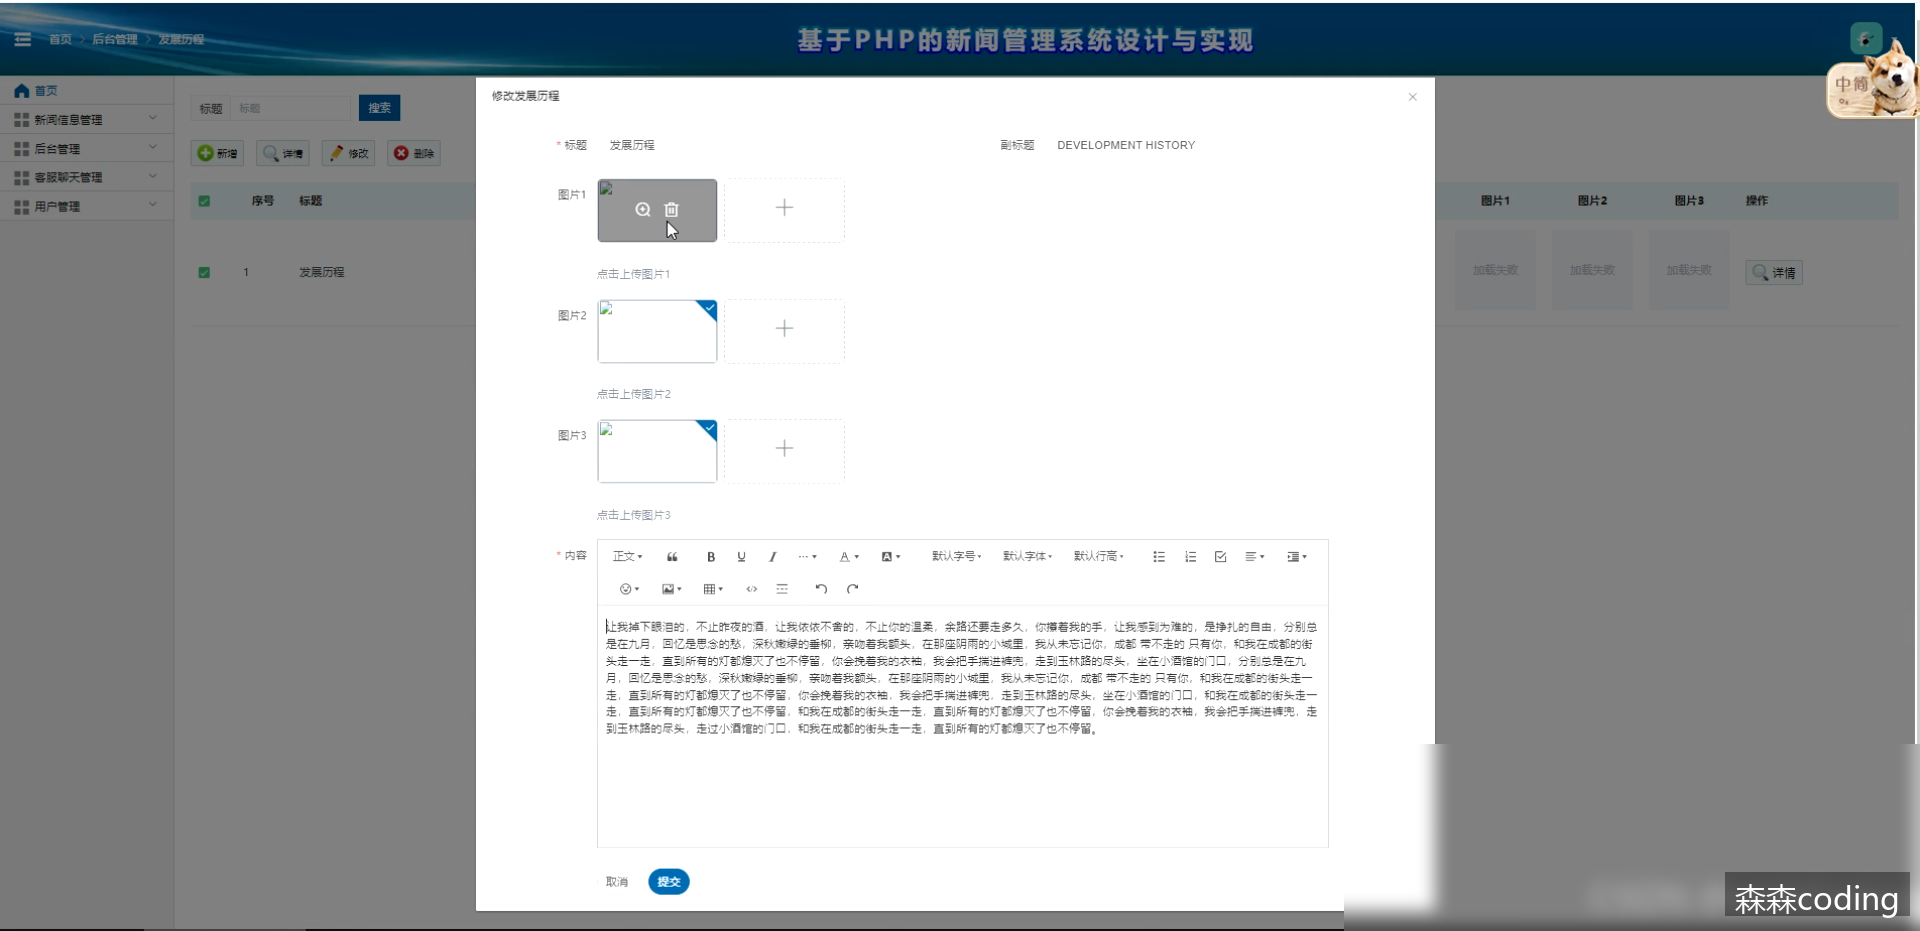 首页
后台管理
发展历程
基于PHP的新闻管理系统设计与实现
中简
首页
新闻信息管理
后台管理
客服聊天管理
用户管理
标题
标题
搜索
新增
详情
修改
删除
序号
标题
图片1
图片2
图片3
操作
1
发展历程
加载失败
加载失败
加载失败
详情
修改发展历程
* 标题
发展历程
副标题
DEVELOPMENT HISTORY
图片1
点击上传图片1
图片2
点击上传图片2
图片3
点击上传图片3
* 内容
正文
默认字号
默认字体
默认行高
让我掉下眼泪的，不止昨夜的酒，让我依依不舍的，不止你的温柔，余路还要走多久，你攥着我的手，让我感到为难的，是挣扎的自由，分别总
是在九月，回忆是思念的愁，深秋嫩绿的垂柳，亲吻着我额头，在那座阴雨的小城里，我从未忘记你，成都 带不走的 只有你，和我在成都的街
头走一走，直到所有的灯都熄灭了也不停留，你会挽着我的衣袖，我会把手揣进裤兜，走到玉林路的尽头，坐在小酒馆的门口，分别总是在九
月，回忆是思念的愁，深秋嫩绿的垂柳，亲吻着我额头，在那座阴雨的小城里，我从未忘记你，成都 带不走的 只有你，和我在成都的街头走一
走，直到所有的灯都熄灭了也不停留，你会挽着我的衣袖，我会把手揣进裤兜，走到玉林路的尽头，坐在小酒馆的门口，和我在成都的街头走一
走，直到所有的灯都熄灭了也不停留，和我在成都的街头走一走，直到所有的灯都熄灭了也不停留，你会挽着我的衣袖，我会把手揣进裤兜，走
到玉林路的尽头，走过小酒馆的门口，和我在成都的街头走一走，直到所有的灯都熄灭了也不停留。
取消
提交
森森coding